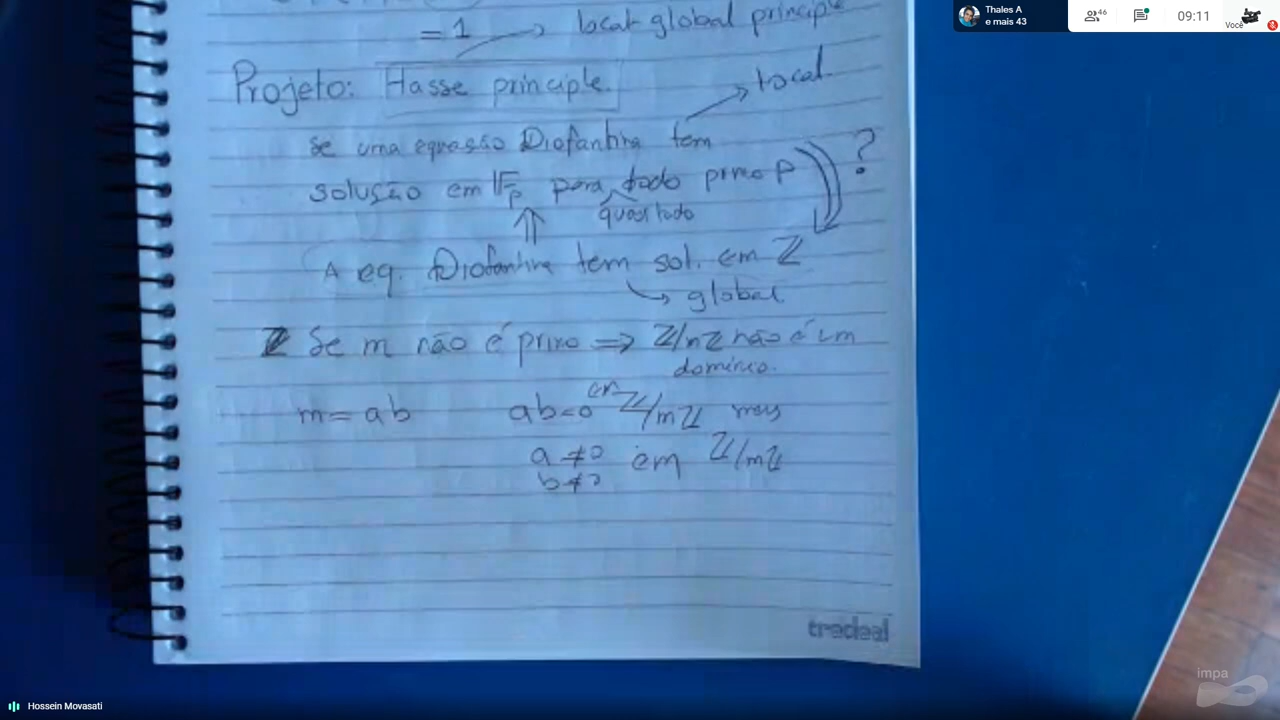 Thales A
e mais 43
46
09:11
Você
= 1 → local global principle
Projeto: Hasse principle.
→ Local
Se uma equação Diofantina tem
solução em 𝔽p para todo primo p ?
quase todo
⇑
A eq. Diofantina tem sol. em ℤ
→ global
Se m não é primo ⇒ ℤ/mℤ não é um
domínio.
m = ab ab=0 em ℤ/mℤ mas
a≠0 em ℤ/mℤ
b≠0
tredeal
impa
Hossein Movasati